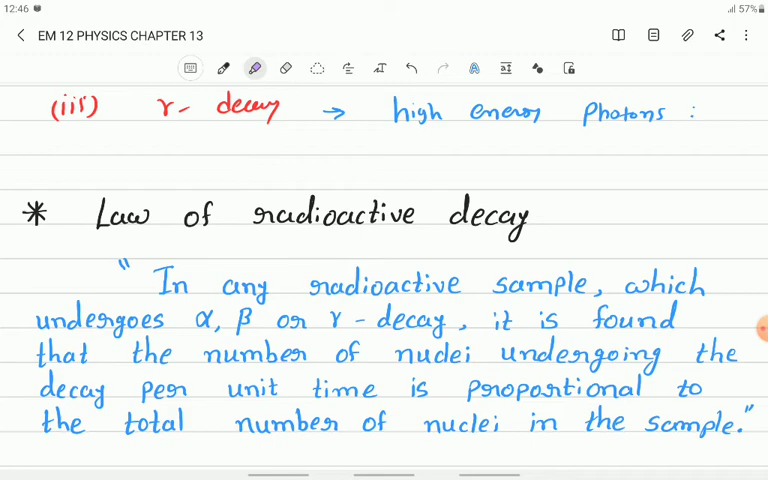 12:46 57%
EM 12 PHYSICS CHAPTER 13
(iii) γ- decay → high energy Photons :
* Law of radioactive decay
" In any radioactive sample, which
undergoes α, β or γ - decay, it is found
that the number of nuclei undergoing the
decay per unit time is proportional to
the total number of nuclei in the sample."